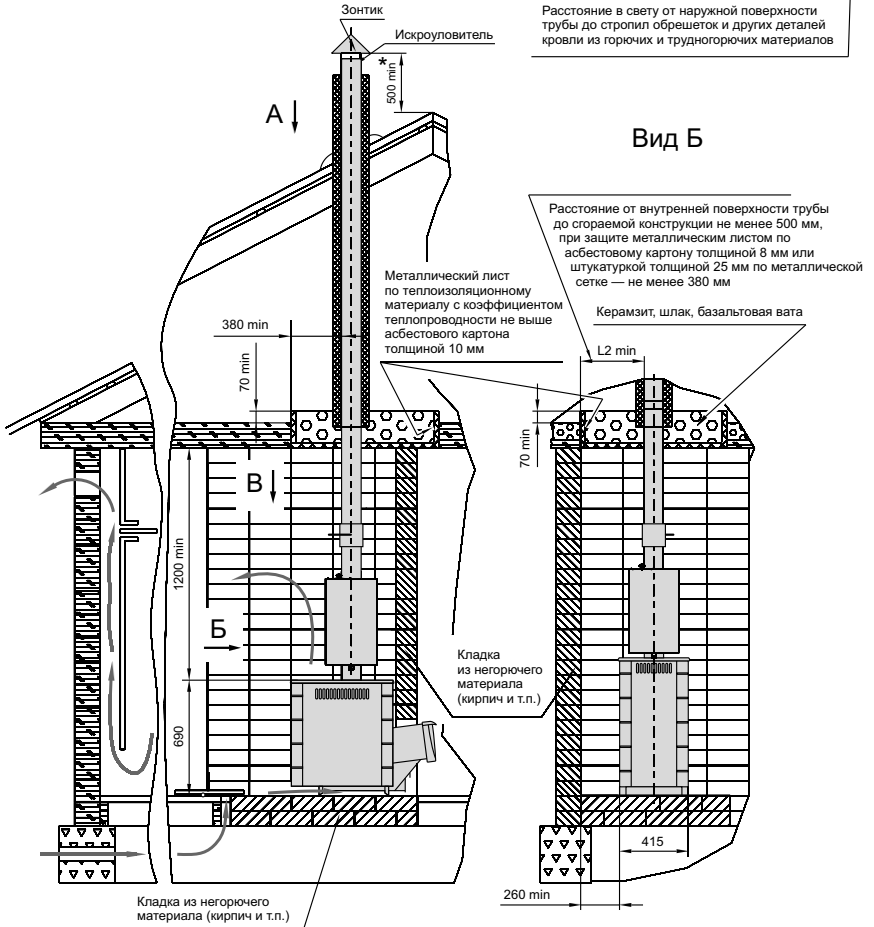 Зонтик
Искроуловитель
Расстояние в свету от наружной поверхности
трубы до стропил обрешеток и других деталей
кровли из горючих и трудногорючих материалов
*
500 min
А
Вид Б
Расстояние от внутренней поверхности трубы
до сгораемой конструкции не менее 500 мм,
при защите металлическим листом по
асбестовому картону толщиной 8 мм или
штукатуркой толщиной 25 мм по металлической
сетке — не менее 380 мм
Металлический лист
по теплоизоляционному
материалу с коэффициентом
теплопроводности не выше
асбестового картона
толщиной 10 мм
Керамзит, шлак, базальтовая вата
380 min
L2 min
70 min
70 min
В
1200 min
Б
Кладка
из негорючего
материала
(кирпич и т.п.)
690
415
260 min
Кладка из негорючего
материала (кирпич и т.п.)